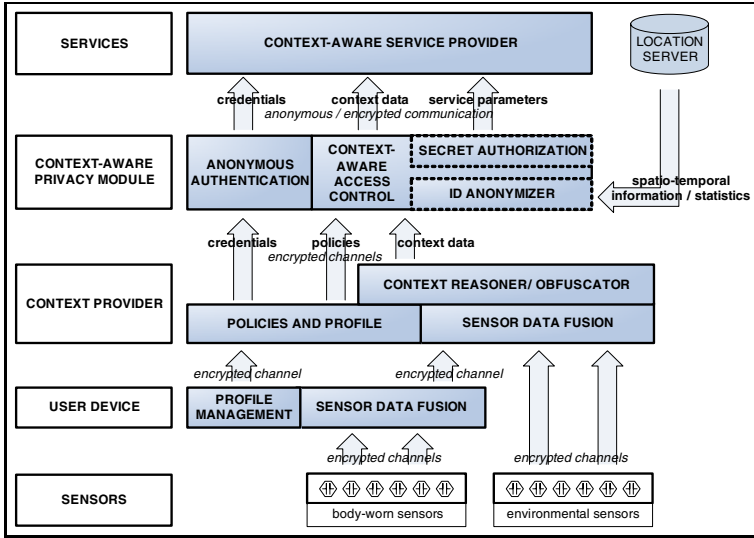 SERVICES
CONTEXT-AWARE SERVICE PROVIDER
LOCATION
SERVER
credentials
context data
service parameters
anonymous / encrypted communication
CONTEXT-AWARE
PRIVACY MODULE
ANONYMOUS
AUTHENTICATION
CONTEXT-
AWARE
ACCESS
CONTROL
SECRET AUTHORIZATION
ID ANONYMIZER
spatio-temporal
information / statistics
credentials
policies
context data
encrypted channels
CONTEXT PROVIDER
CONTEXT REASONER/ OBFUSCATOR
POLICIES AND PROFILE
SENSOR DATA FUSION
encrypted channel
encrypted channel
USER DEVICE
PROFILE
MANAGEMENT
SENSOR DATA FUSION
encrypted channels
encrypted channels
SENSORS
body-worn sensors
environmental sensors